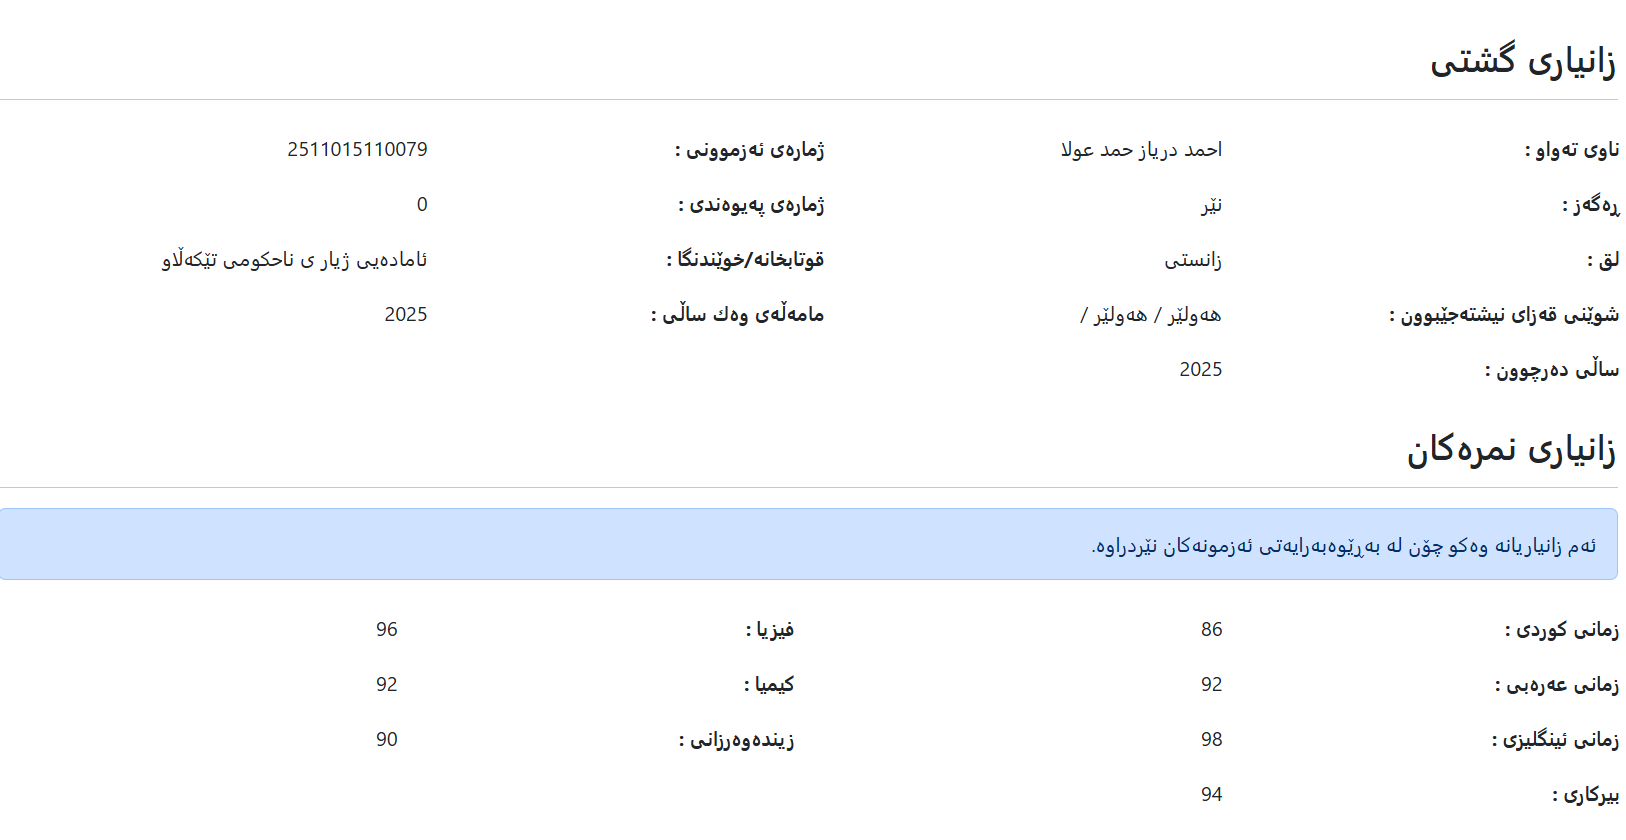 زانیاری گشتی
ناوی تەواو : احمد دریاز حمد عولا ژمارەی ئەزموونی : 2511015110079
ڕەگەز : نێر ژمارەی پەیوەندی : 0
لق : زانستی قوتابخانە/خوێندنگا : ئامادەیی ژیار ی ناحکومی تێکەڵاو
شوێنی قەزای نیشتەجێبوون : هەولێر / هەولێر / مامەڵەی وەك ساڵی : 2025
ساڵی دەرچوون : 2025
زانیاری نمرەکان
ئەم زانیاریانە وەکو چۆن لە بەڕێوەبەرایەتی ئەزمونەکان نێردراوە.
زمانی کوردی : 86 فیزیا : 96
زمانی عەرەبی : 92 کیمیا : 92
زمانی ئینگلیزی : 98 زیندەوەرزانی : 90
بیرکاری : 94